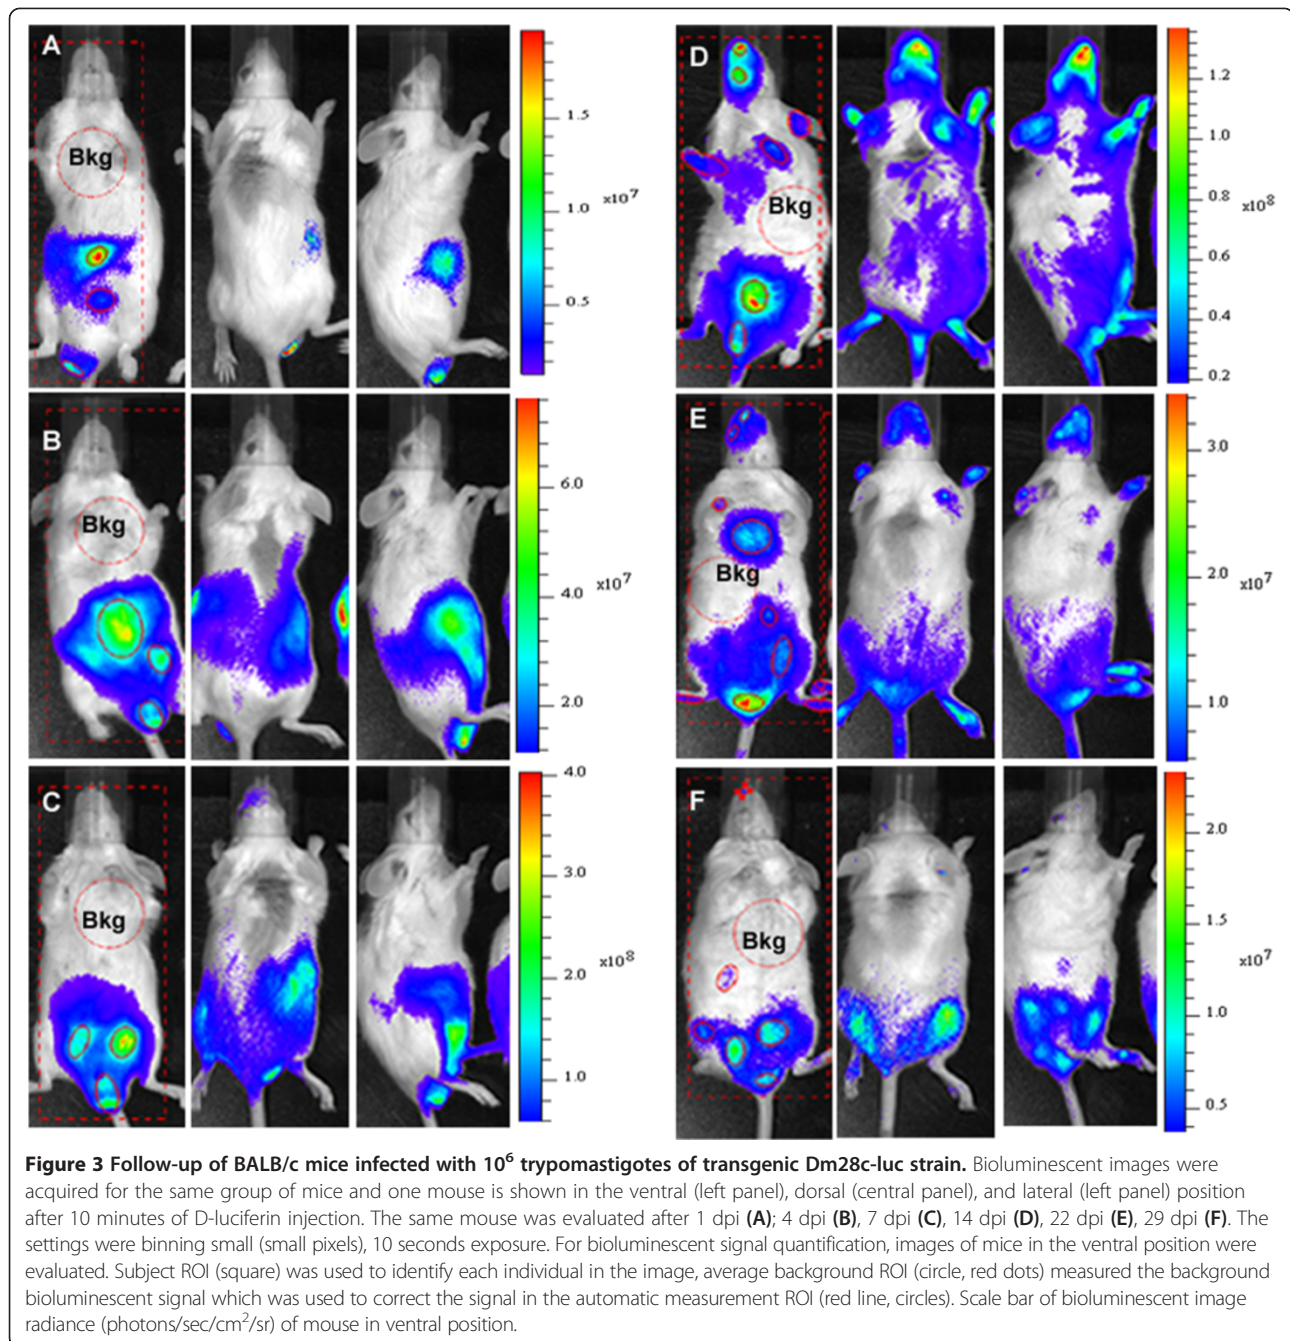 A
Bkg
1.5
x10⁷
1.0
0.5
B
Bkg
6.0
x10⁷
4.0
2.0
C
Bkg
4.0
3.0
2.0
x10⁸
1.0
D
Bkg
1.2
1.0
0.8
x10⁸
0.6
0.4
0.2
E
Bkg
3.0
2.0
x10⁷
1.0
F
Bkg
2.0
1.5
x10⁷
1.0
0.5
Figure 3 Follow-up of BALB/c mice infected with 10⁶ trypomastigotes of transgenic Dm28c-luc strain. Bioluminescent images were
acquired for the same group of mice and one mouse is shown in the ventral (left panel), dorsal (central panel), and lateral (left panel) position
after 10 minutes of D-luciferin injection. The same mouse was evaluated after 1 dpi (A); 4 dpi (B), 7 dpi (C), 14 dpi (D), 22 dpi (E), 29 dpi (F). The
settings were binning small (small pixels), 10 seconds exposure. For bioluminescent signal quantification, images of mice in the ventral position were
evaluated. Subject ROI (square) was used to identify each individual in the image, average background ROI (circle, red dots) measured the background
bioluminescent signal which was used to correct the signal in the automatic measurement ROI (red line, circles). Scale bar of bioluminescent image
radiance (photons/sec/cm²/sr) of mouse in ventral position.